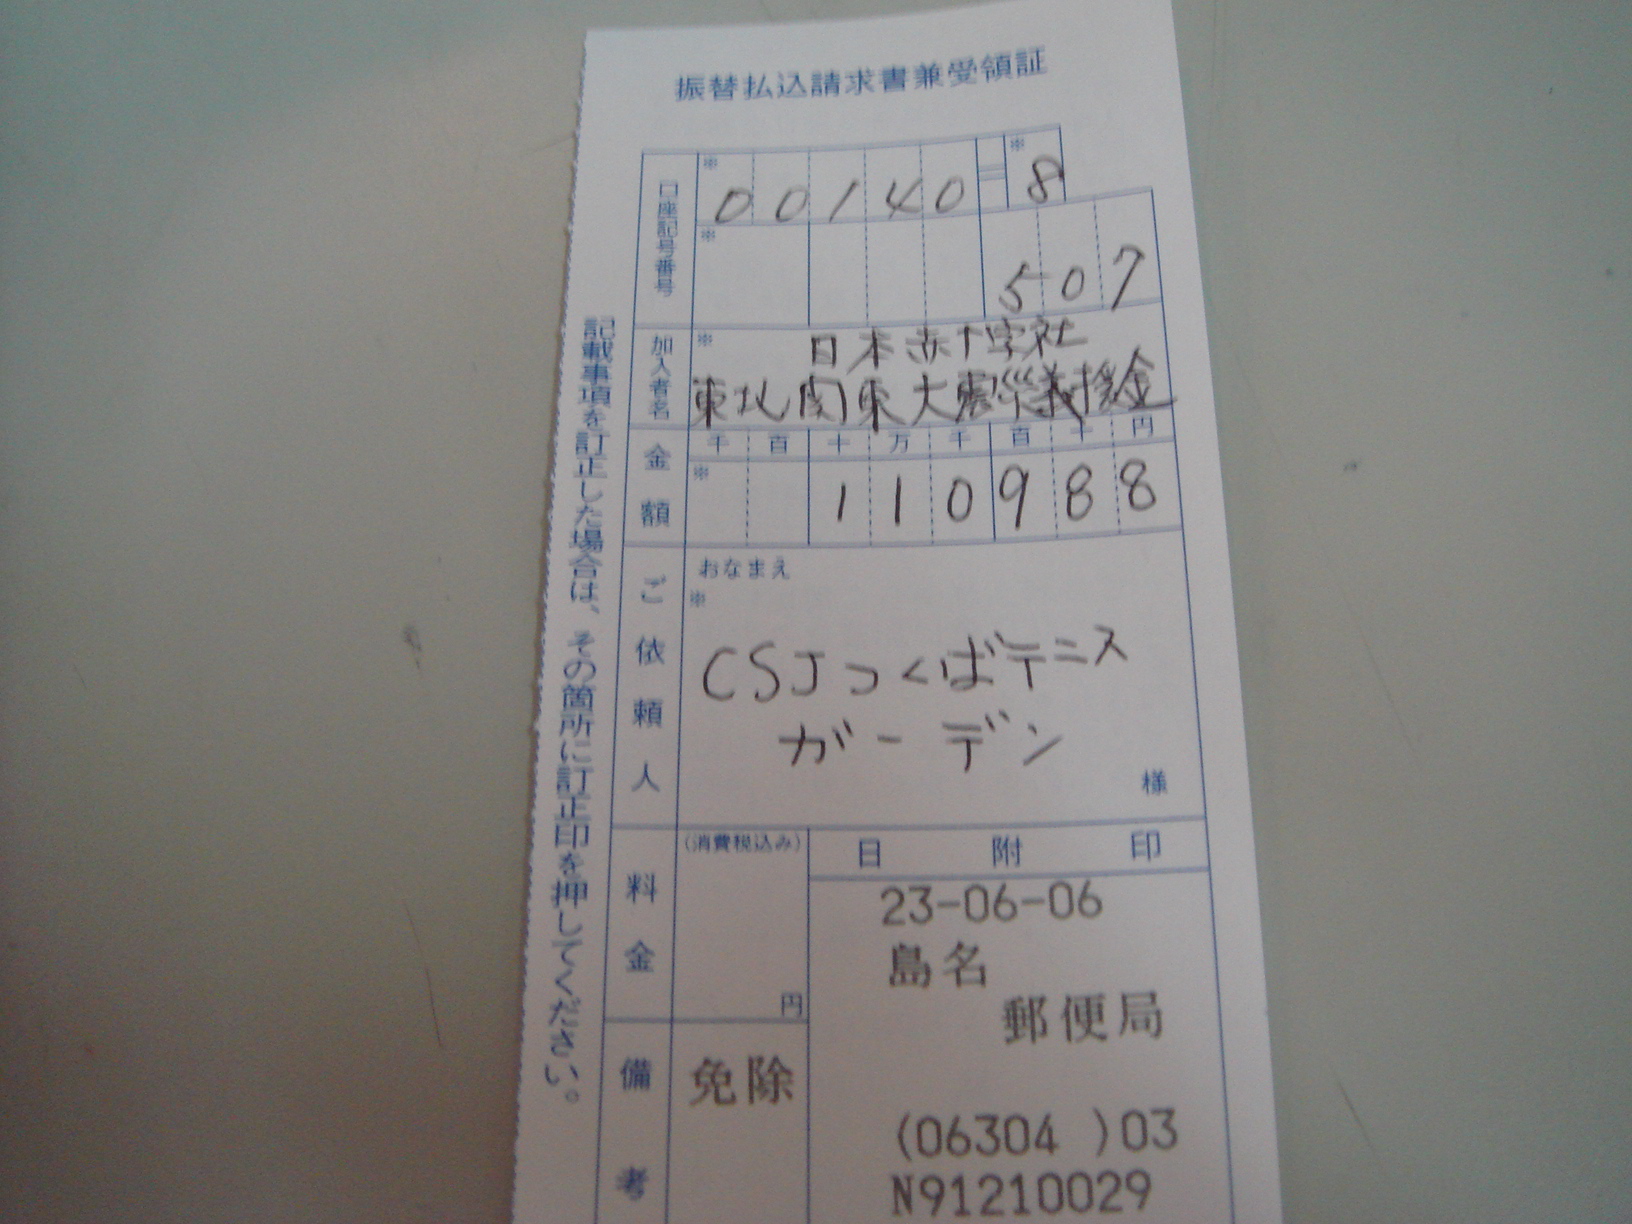 振替払込請求書兼受領証
口座記号番号
※ ※
00140=8
※
507
加入者名
※
日本赤十字社
東北関東大震災義援金
金額
千百十万千百十円
※
110988
ご依頼人
おなまえ
※
CSJつくばテニス
ガーデン
様
料金
(消費税込み)
円
日附印
23-06-06
島名
郵便局
(06304 )03
N91210029
備考
免除
記載事項を訂正した場合は、その箇所に訂正印を押してください。